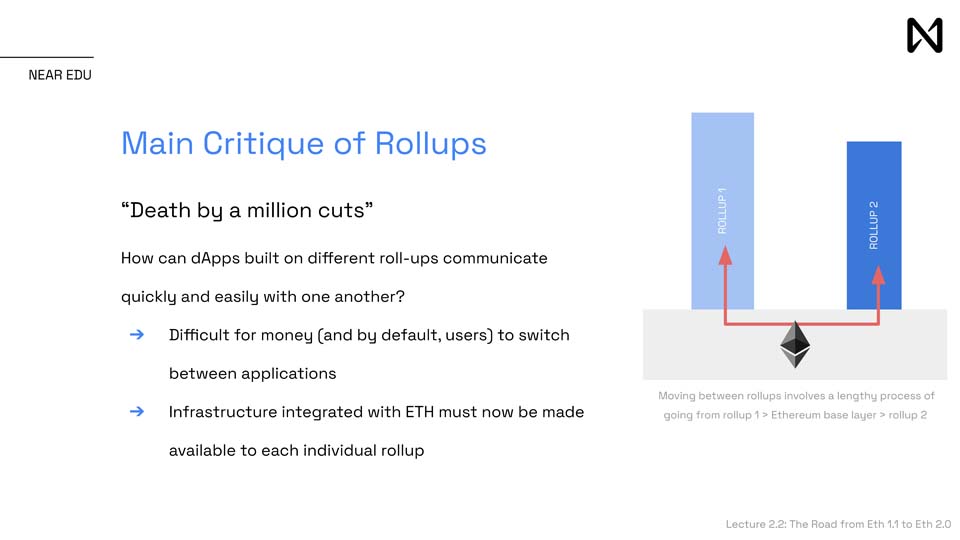 NEAR EDU
Main Critique of Rollups
“Death by a million cuts”
How can dApps built on different roll-ups communicate
quickly and easily with one another?
➔ Difficult for money (and by default, users) to switch
between applications
➔ Infrastructure integrated with ETH must now be made
available to each individual rollup
ROLLUP 1
ROLLUP 2
Moving between rollups involves a lengthy process of
going from rollup 1 > Ethereum base layer > rollup 2
Lecture 2.2: The Road from Eth 1.1 to Eth 2.0